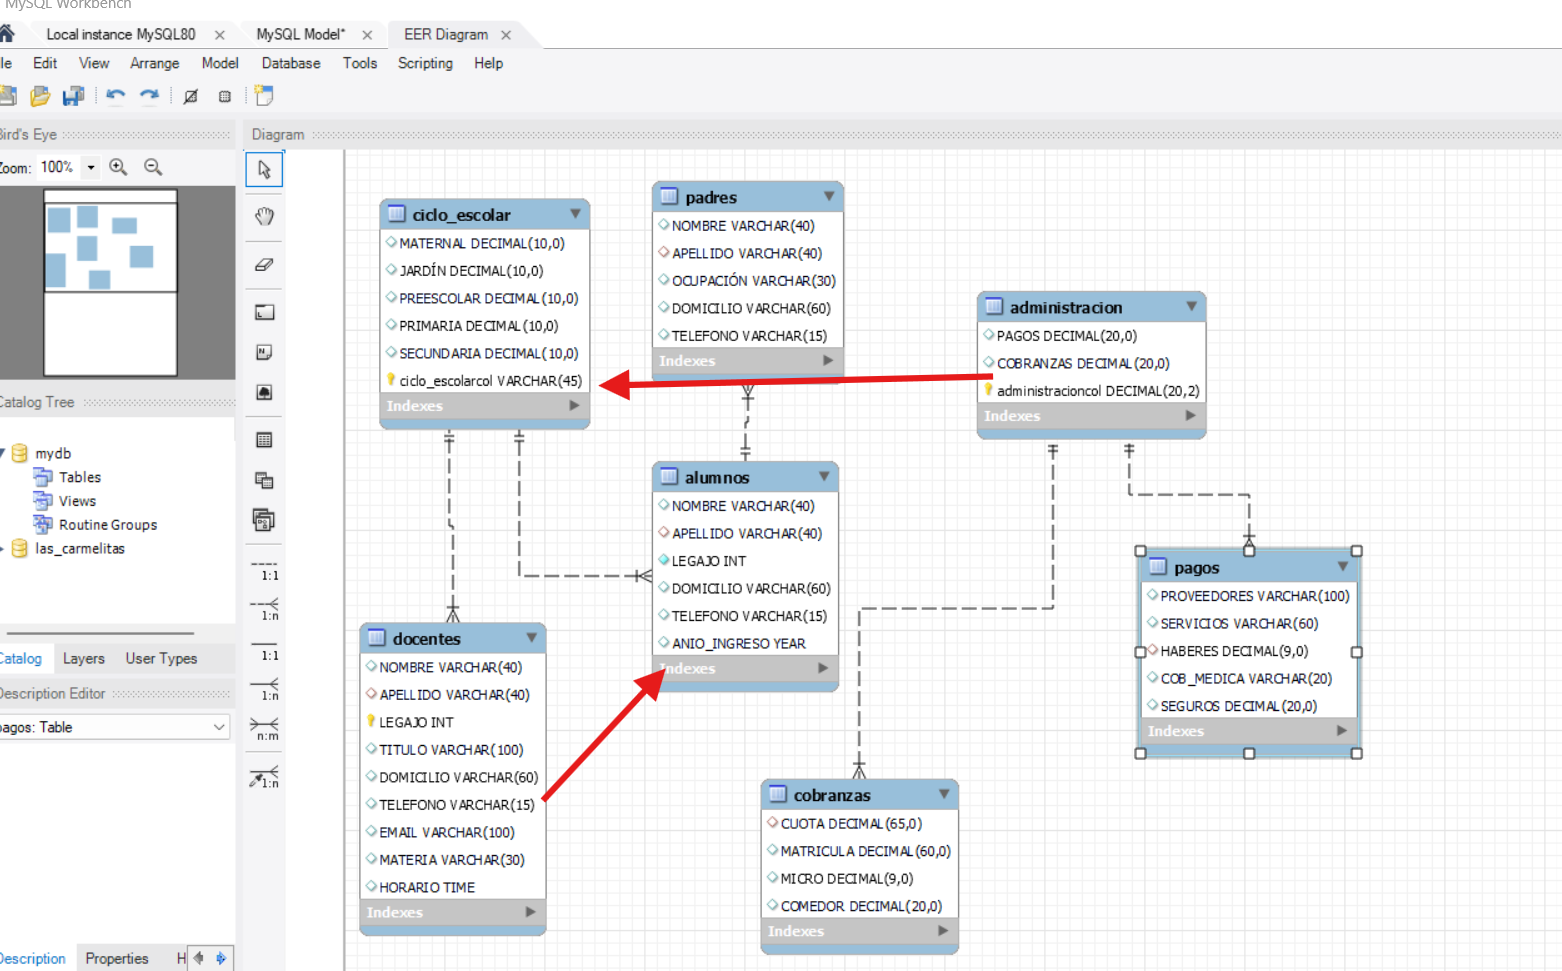 MySQL Workbench
Local instance MySQL80
MySQL Model*
EER Diagram
le Edit View Arrange Model Database Tools Scripting Help
Bird's Eye
Diagram
Zoom: 100%
Catalog Tree
mydb
Tables
Views
Routine Groups
las_carmelitas
Catalog Layers User Types
Description Editor
pagos: Table
Description Properties H
1:1
1:n
1:1
1:n
n:m
1:n
ciclo_escolar
MATERNAL DECIMAL(10,0)
JARDÍN DECIMAL(10,0)
PREESCOLAR DECIMAL(10,0)
PRIMARIA DECIMAL(10,0)
SECUNDARIA DECIMAL(10,0)
ciclo_escolarcol VARCHAR(45)
Indexes
padres
NOMBRE VARCHAR(40)
APELLIDO VARCHAR(40)
OCUPACIÓN VARCHAR(30)
DOMICILIO VARCHAR(60)
TELEFONO VARCHAR(15)
Indexes
administracion
PAGOS DECIMAL(20,0)
COBRANZAS DECIMAL(20,0)
administracioncol DECIMAL(20,2)
Indexes
alumnos
NOMBRE VARCHAR(40)
APELLIDO VARCHAR(40)
LEGAJO INT
DOMICILIO VARCHAR(60)
TELEFONO VARCHAR(15)
ANIO_INGRESO YEAR
Indexes
pagos
PROVEEDORES VARCHAR(100)
SERVICIOS VARCHAR(60)
HABERES DECIMAL(9,0)
COB_MEDICA VARCHAR(20)
SEGUROS DECIMAL(20,0)
Indexes
docentes
NOMBRE VARCHAR(40)
APELLIDO VARCHAR(40)
LEGAJO INT
TITULO VARCHAR(100)
DOMICILIO VARCHAR(60)
TELEFONO VARCHAR(15)
EMAIL VARCHAR(100)
MATERIA VARCHAR(30)
HORARIO TIME
Indexes
cobranzas
CUOTA DECIMAL(65,0)
MATRICULA DECIMAL(60,0)
MICRO DECIMAL(9,0)
COMEDOR DECIMAL(20,0)
Indexes